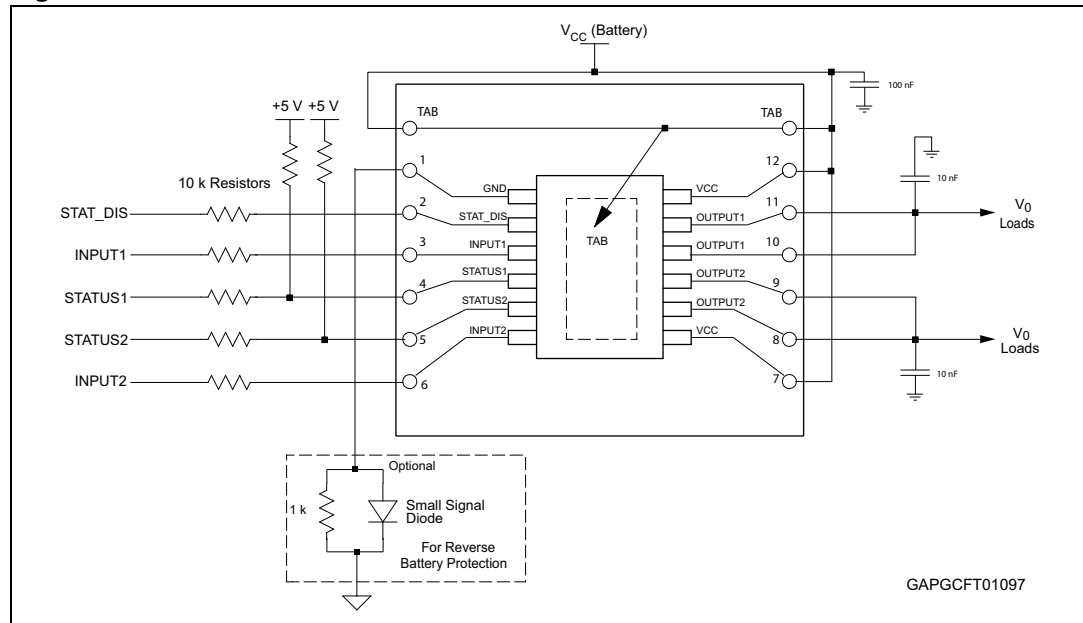 V_CC (Battery)
100 nF
+5 V +5 V
TAB
TAB
1
12
10 k Resistors
GND
VCC
10 nF
STAT_DIS
2
STAT_DIS
OUTPUT1
11
V_0
Loads
TAB
INPUT1
3
INPUT1
OUTPUT1
10
STATUS1
4
STATUS1
OUTPUT2
9
STATUS2
5
STATUS2
OUTPUT2
8
V_0
Loads
INPUT2
6
INPUT2
VCC
7
10 nF
Optional
1 k
Small Signal
Diode
For Reverse
Battery Protection
GAPGCFT01097